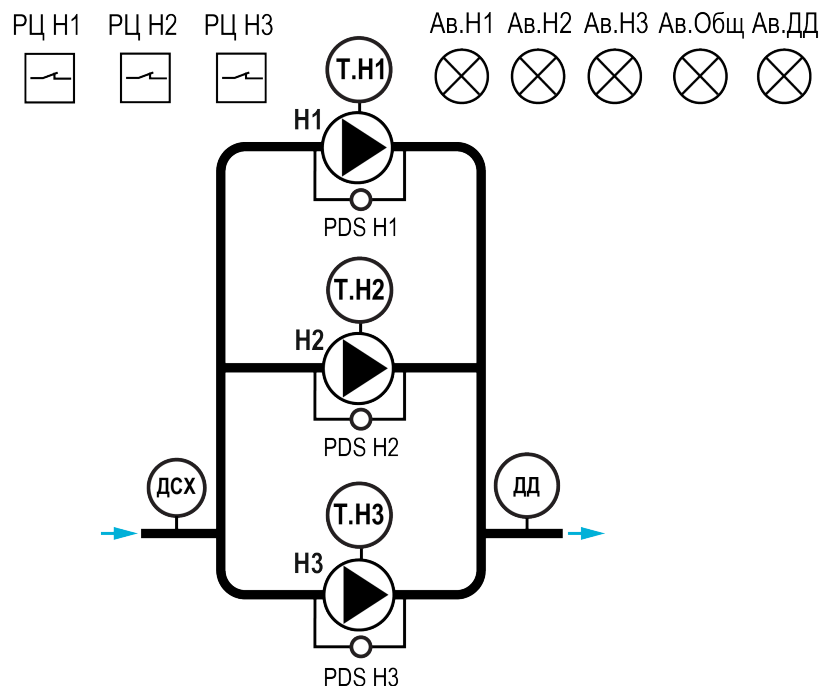 РЦ Н1 РЦ Н2 РЦ Н3 Ав.Н1 Ав.Н2 Ав.Н3 Ав.Общ Ав.ДД
Т.Н1
Н1
PDS Н1
Т.Н2
Н2
PDS Н2
ДСХ
ДД
Т.Н3
Н3
PDS Н3